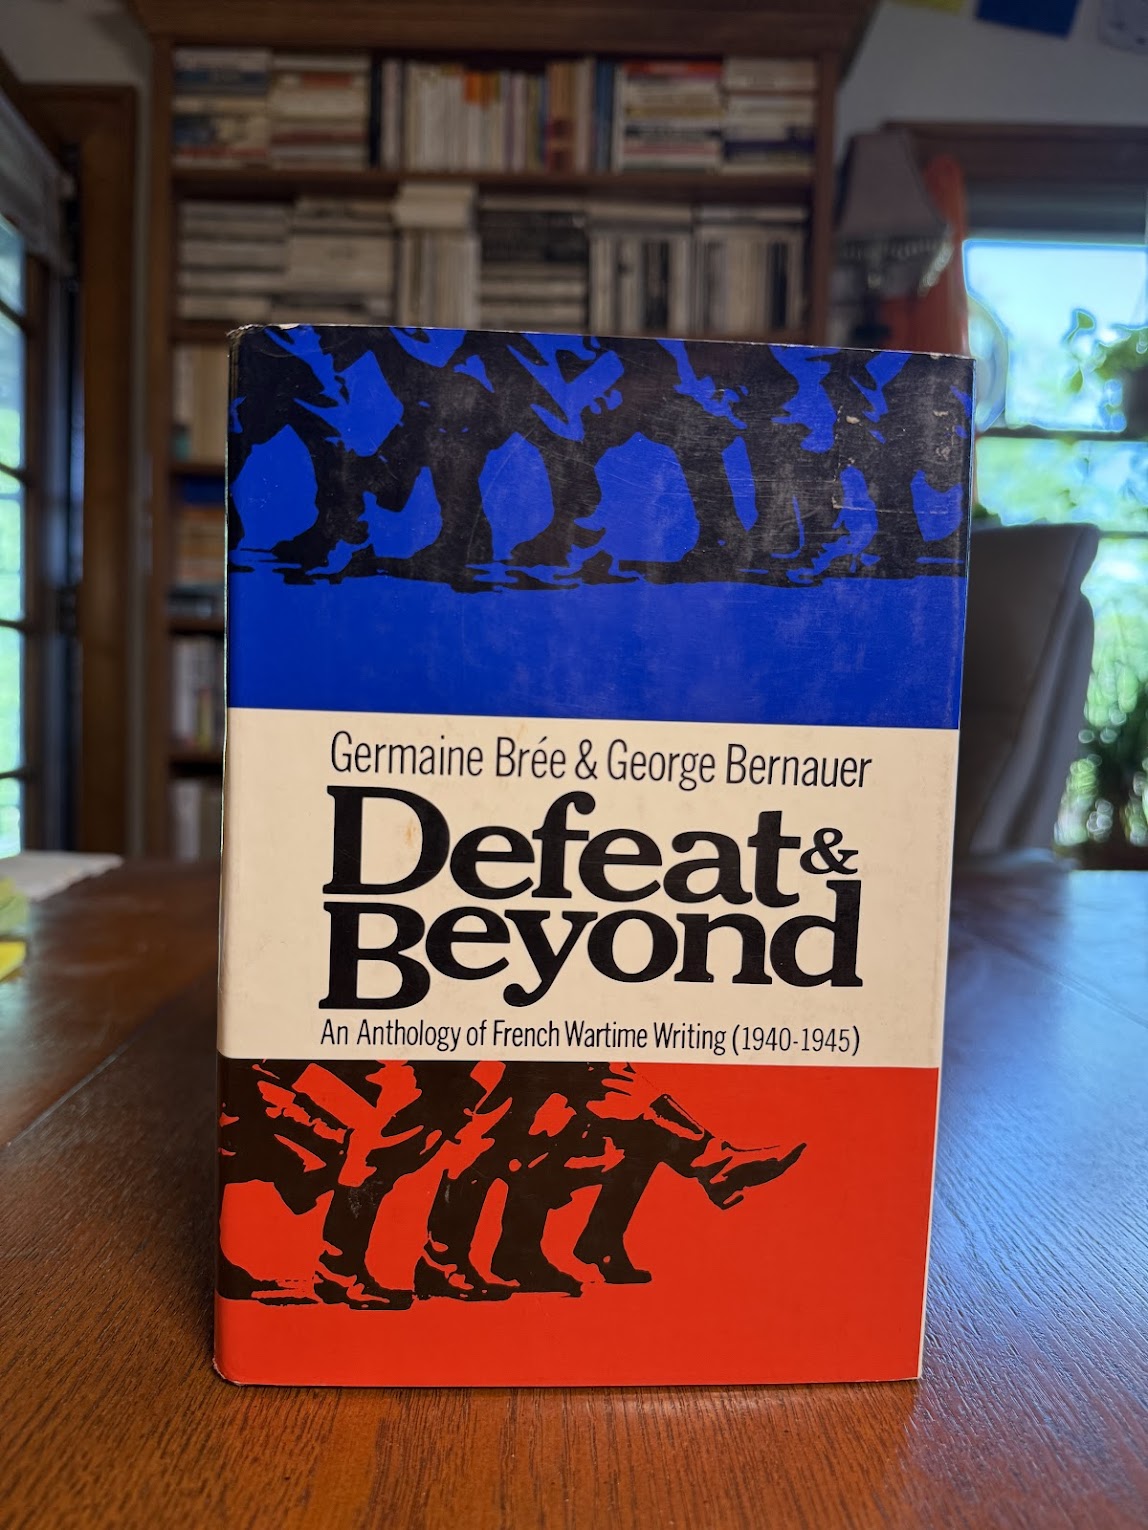 Germaine Brée & George Bernauer
Defeat &
Beyond
An Anthology of French Wartime Writing (1940-1945)